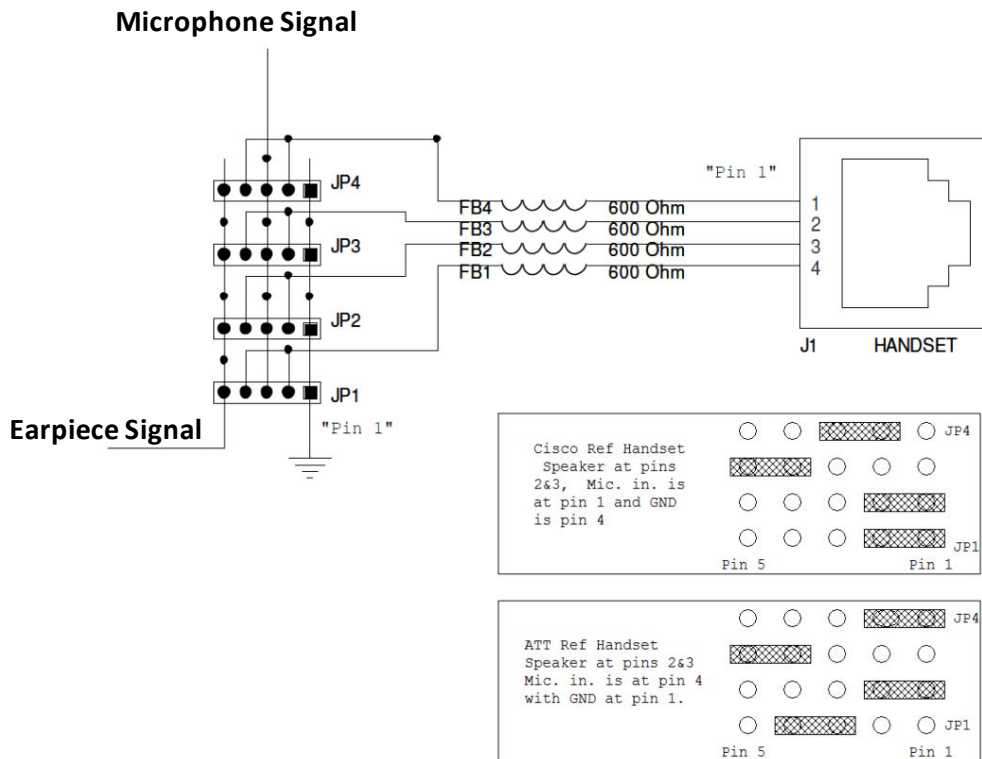 Microphone Signal
JP4
JP3
JP2
JP1
"Pin 1"
Earpiece Signal
"Pin 1"
FB4 600 Ohm
FB3 600 Ohm
FB2 600 Ohm
FB1 600 Ohm
1
2
3
4
J1 HANDSET
Cisco Ref Handset
Speaker at pins
2&3, Mic. in. is
at pin 1 and GND
is pin 4
JP4
JP1
Pin 5 Pin 1
ATT Ref Handset
Speaker at pins 2&3
Mic. in. is at pin 4
with GND at pin 1.
JP4
JP1
Pin 5 Pin 1